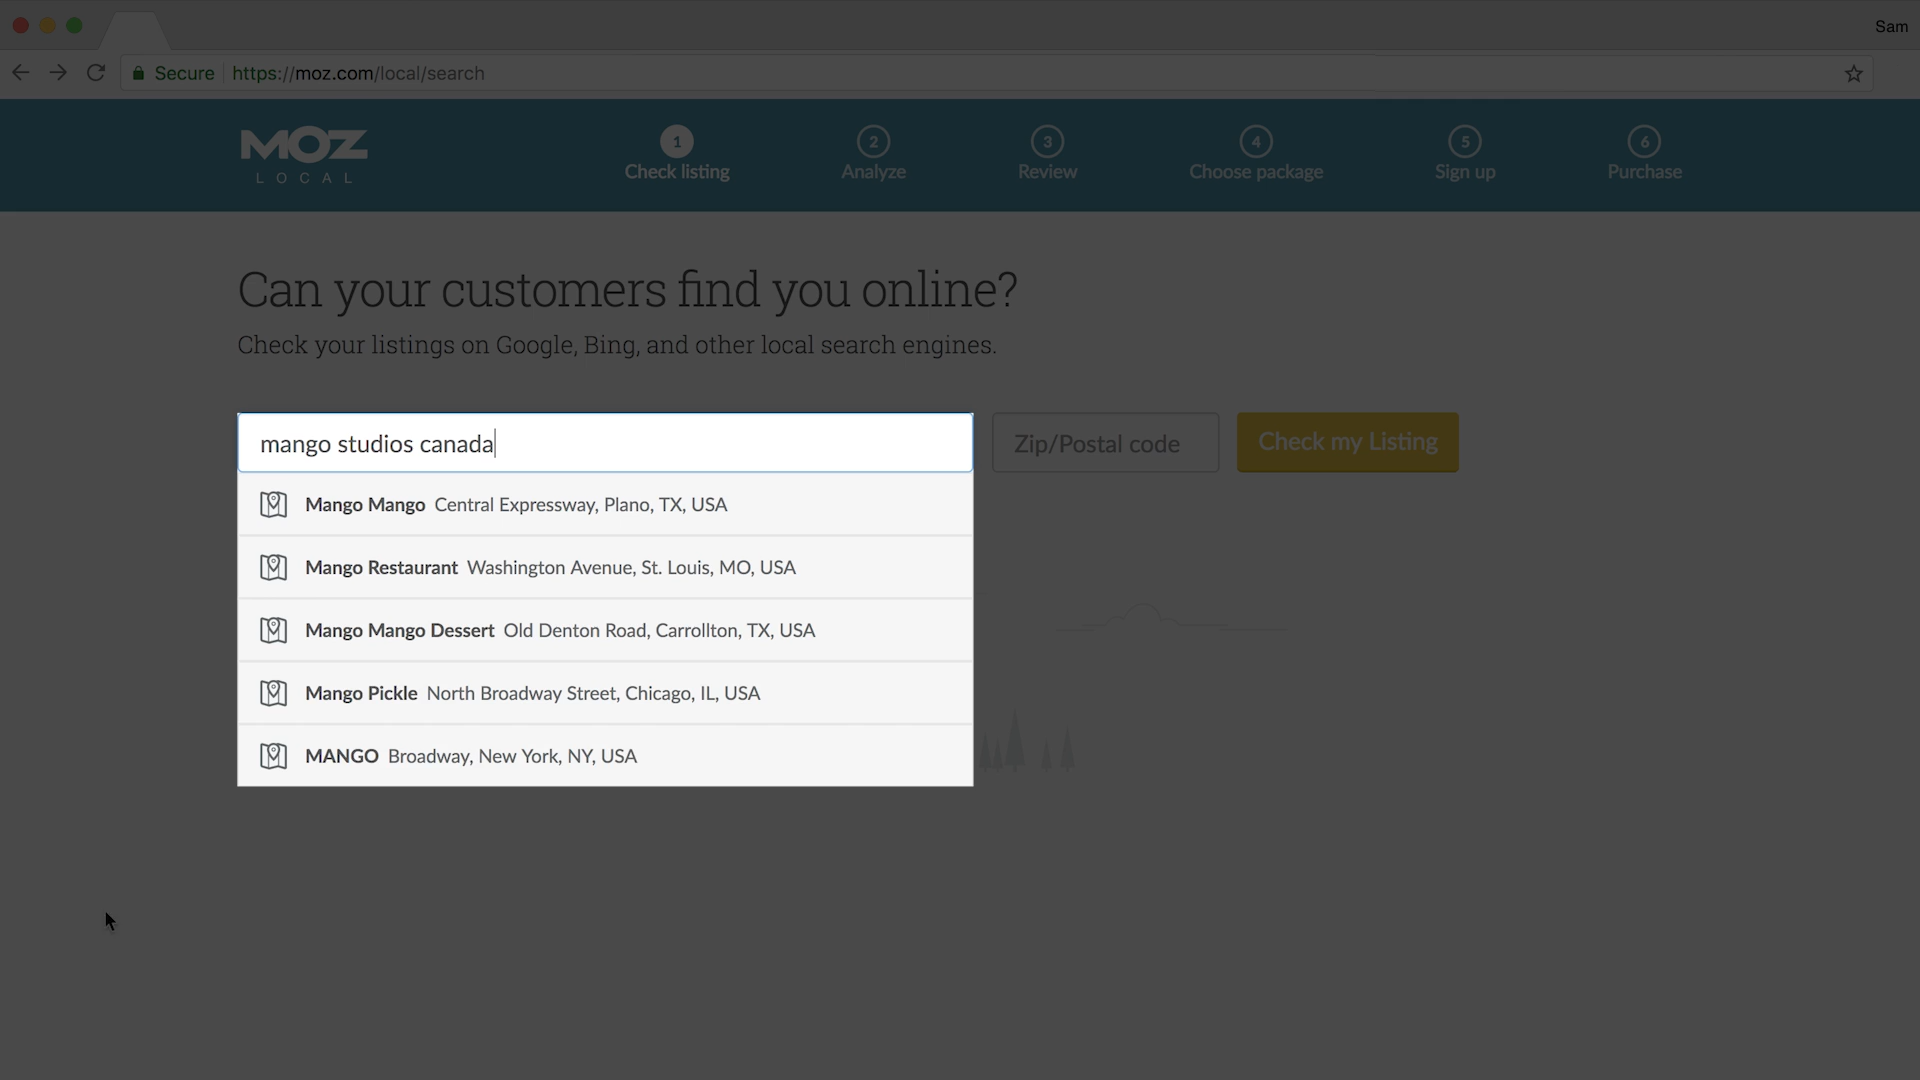 Sam
Secure https://moz.com/local/search
MOZ
LOCAL
1 2 3 4 5 6
Check listing Analyze Review Choose package Sign up Purchase
Can your customers find you online?
Check your listings on Google, Bing, and other local search engines.
mango studios canada Zip/Postal code Check my Listing
Mango Mango Central Expressway, Plano, TX, USA
Mango Restaurant Washington Avenue, St. Louis, MO, USA
Mango Mango Dessert Old Denton Road, Carrollton, TX, USA
Mango Pickle North Broadway Street, Chicago, IL, USA
MANGO Broadway, New York, NY, USA